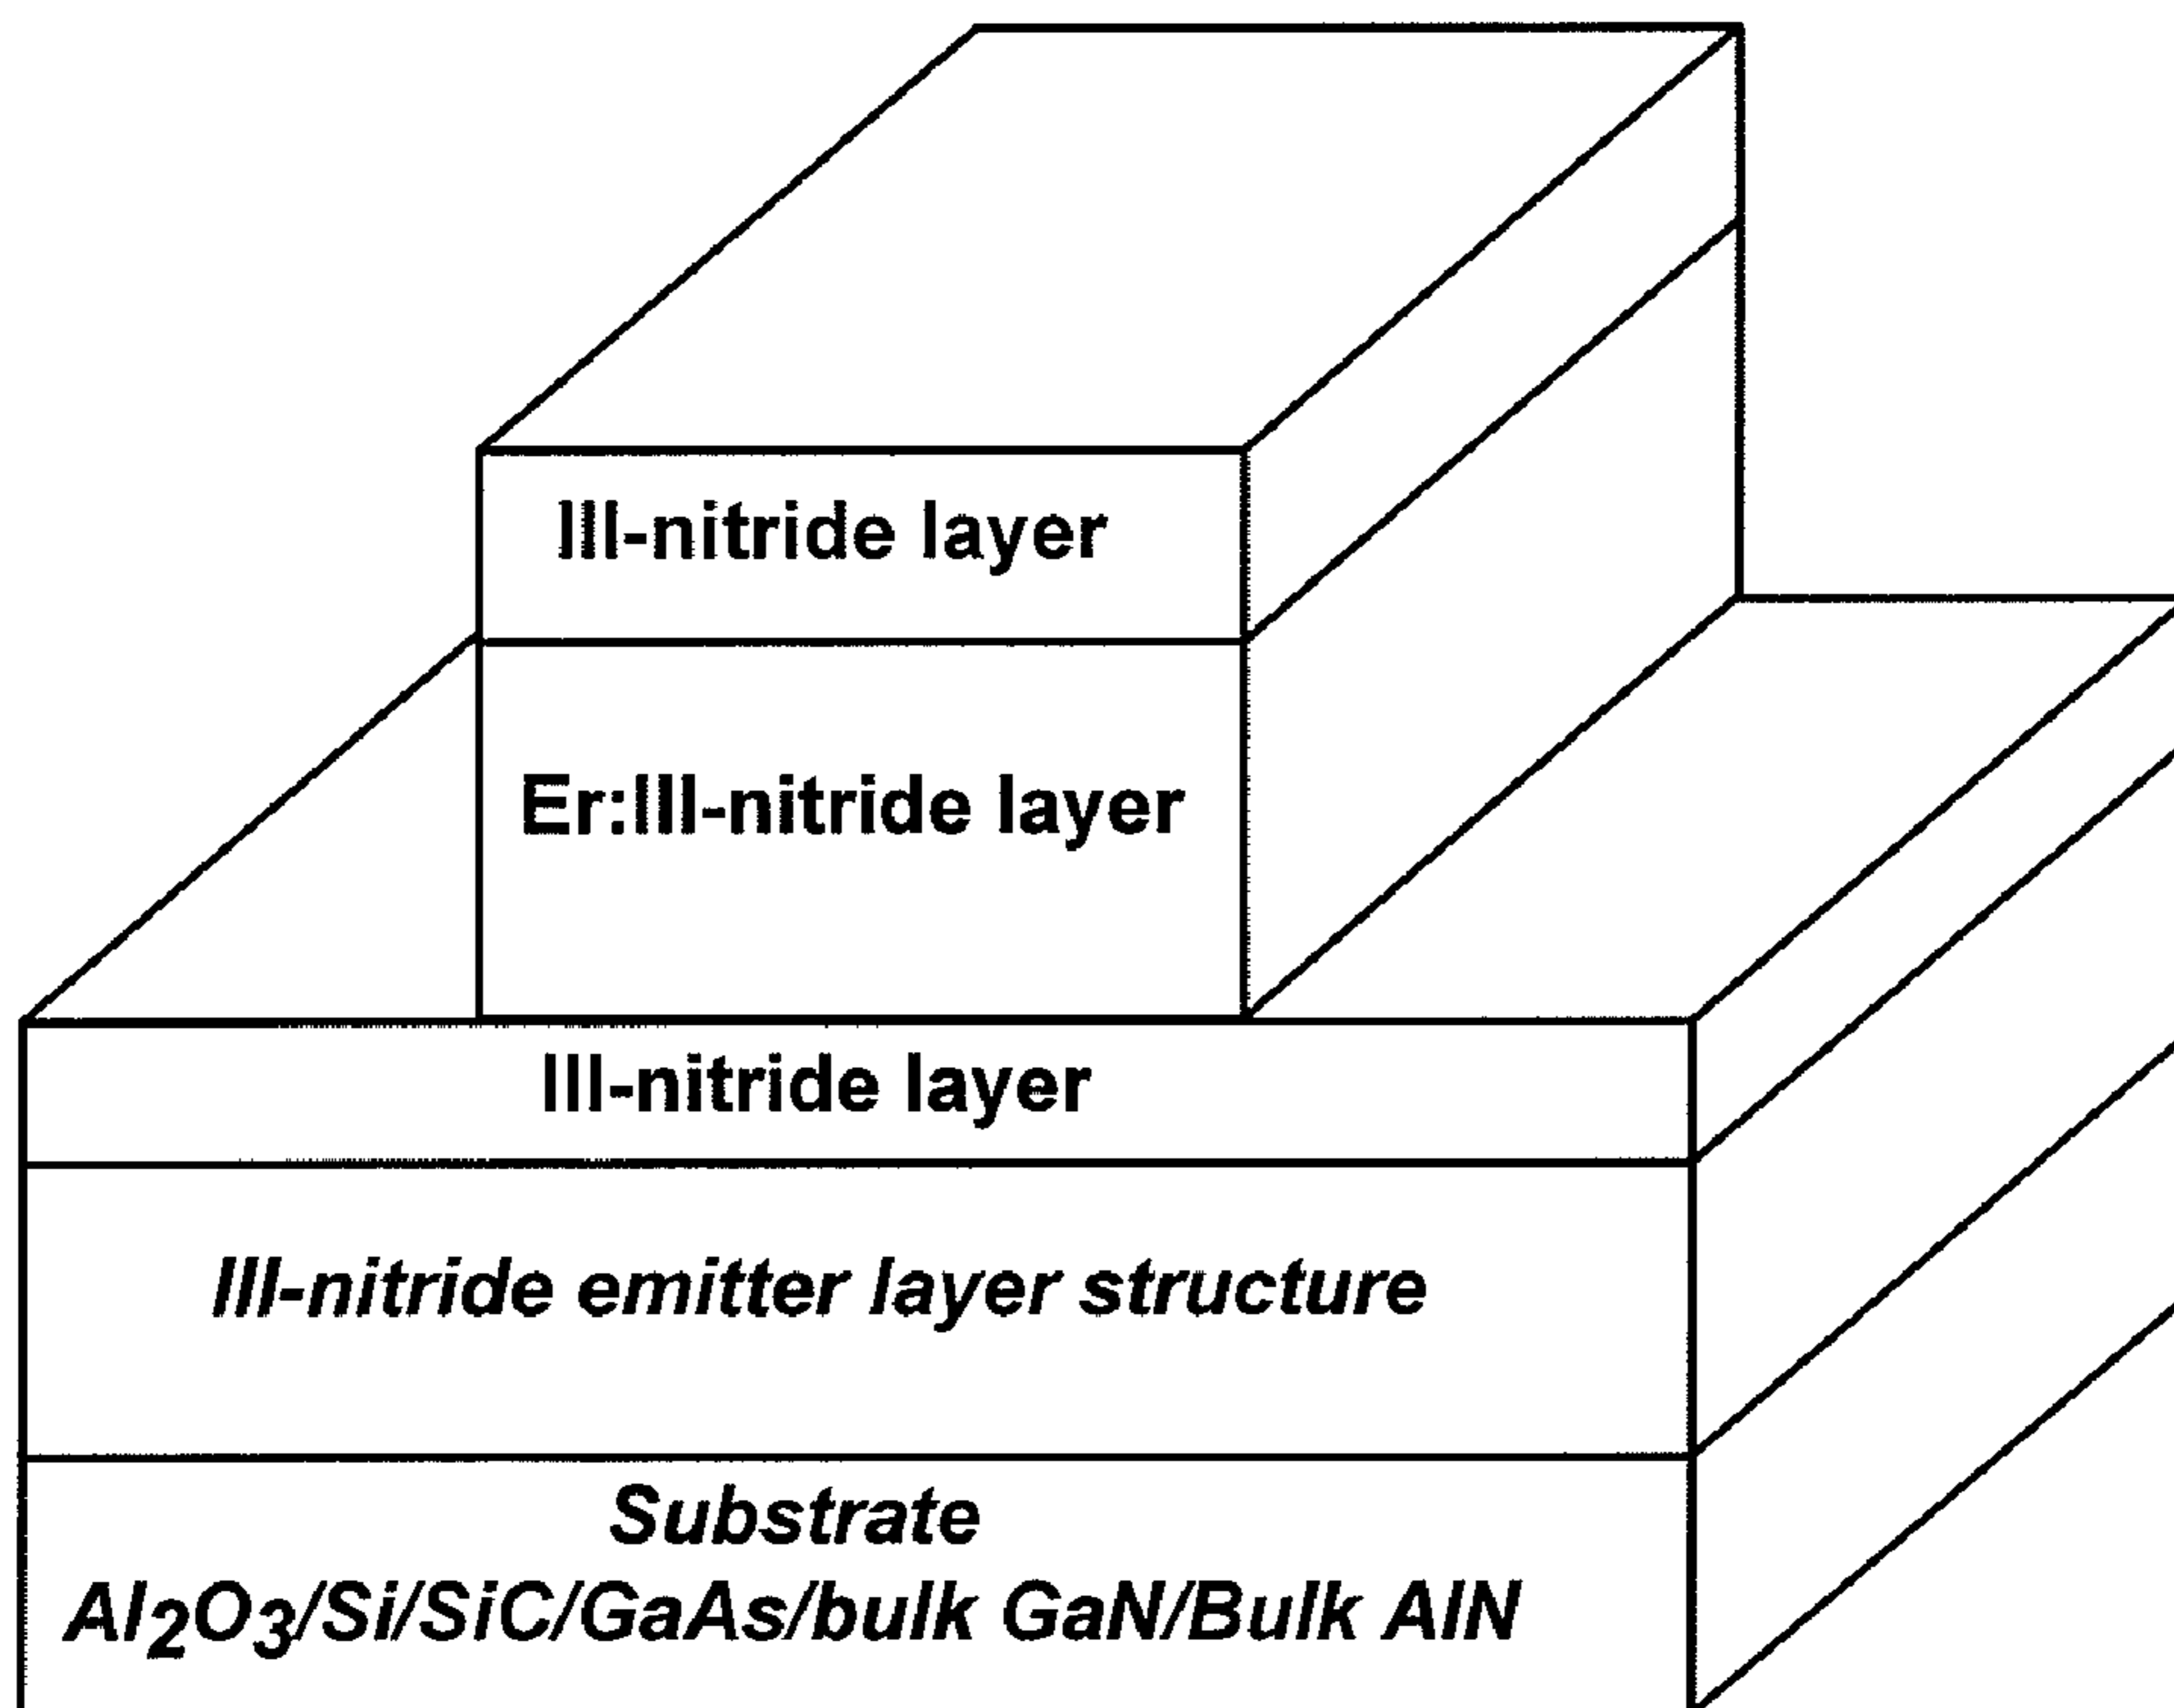 III-nitride layer
Er:III-nitride layer
III-nitride layer
III-nitride emitter layer structure
Substrate
Al2O3/Si/SiC/GaAs/bulk GaN/Bulk AlN